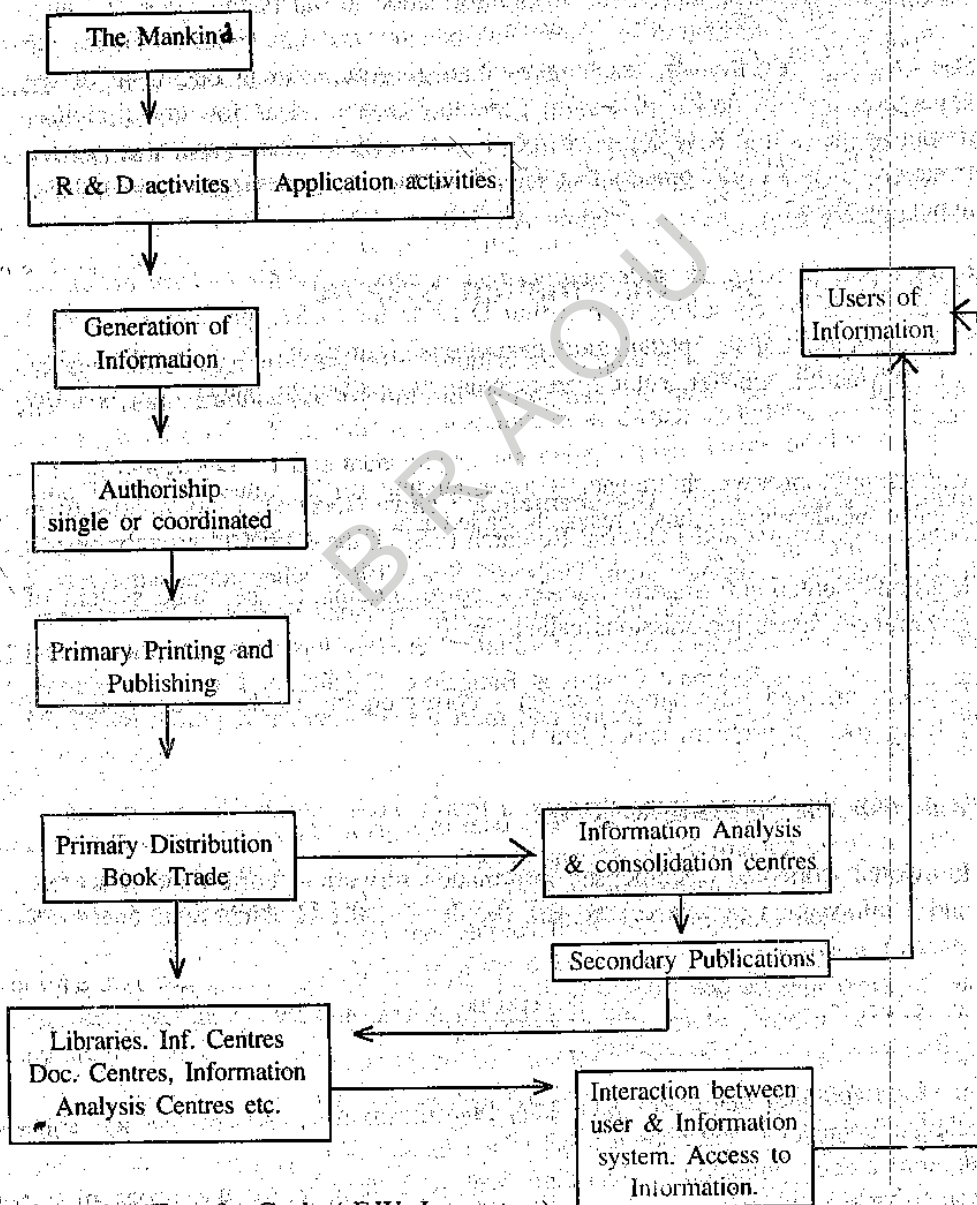 The Mankind
R & D activites
Application activities
Generation of
Information
Users of
Information
Authoriship
single or coordinated
Primary Printing and
Publishing
Primary Distribution
Book Trade
Information Analysis
& consolidation centres
Secondary Publications
Libraries. Inf. Centres
Doc. Centres, Information
Analysis Centres etc.
Interaction between
user & Information
system. Access to
Information.
BRAOU